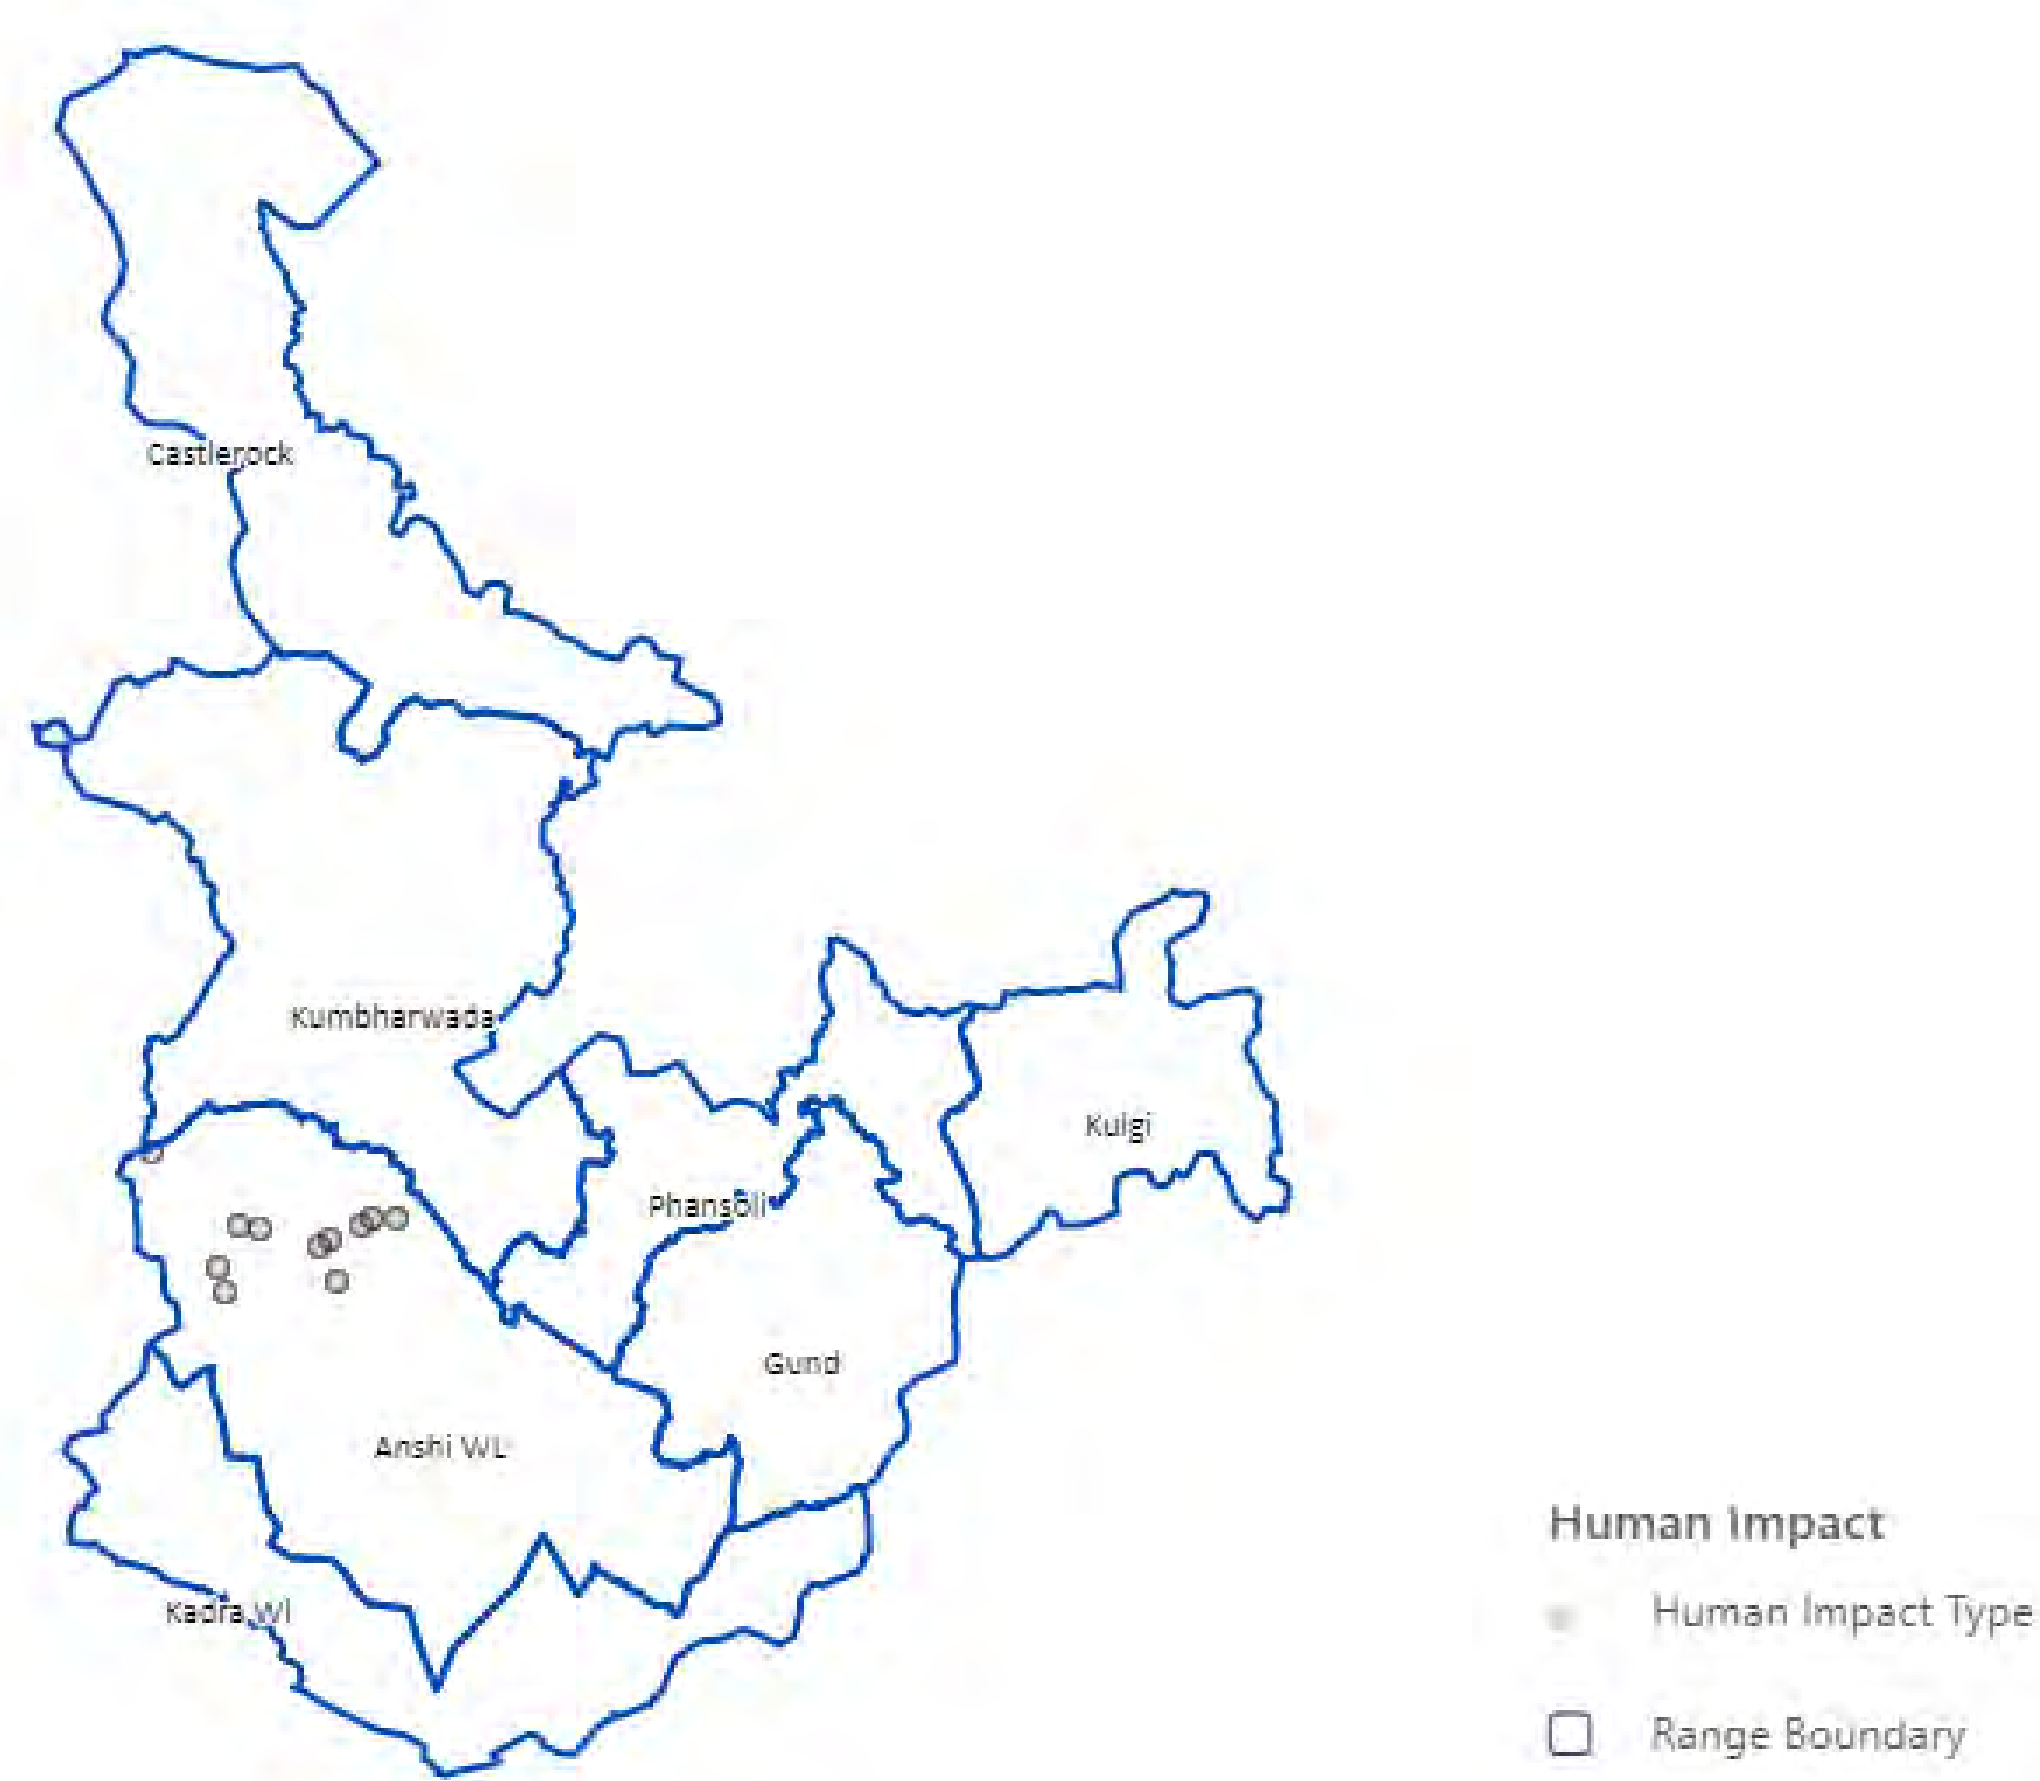 Castlerock
Kumbharwada
Kulgi
Phansoli
Gund
Anshi WL
Kadra Wl
Human Impact
Human Impact Type
Range Boundary